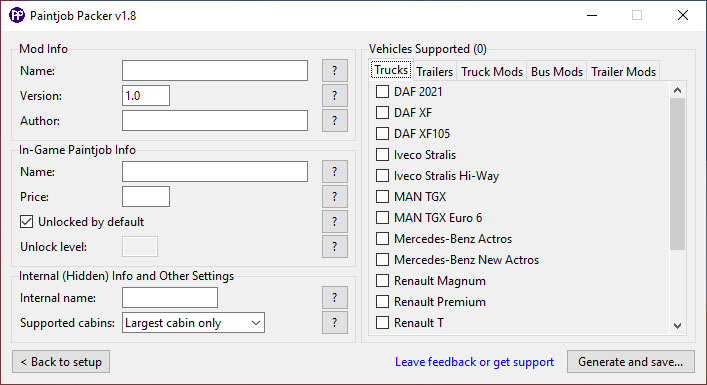 PP Paintjob Packer v1.8
Mod Info
Name: ?
Version: 1.0 ?
Author: ?
In-Game Paintjob Info
Name: ?
Price: ?
Unlocked by default ?
Unlock level: ?
Internal (Hidden) Info and Other Settings
Internal name: ?
Supported cabins: Largest cabin only ?
Vehicles Supported (0)
Trucks Trailers Truck Mods Bus Mods Trailer Mods
DAF 2021
DAF XF
DAF XF105
Iveco Stralis
Iveco Stralis Hi-Way
MAN TGX
MAN TGX Euro 6
Mercedes-Benz Actros
Mercedes-Benz New Actros
Renault Magnum
Renault Premium
Renault T
< Back to setup
Leave feedback or get support
Generate and save...